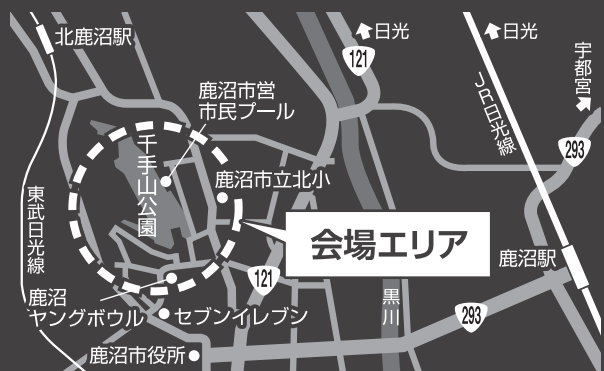 北鹿沼駅
日光
121
日光
宇都宮
JR日光線
293
鹿沼市営
市民プール
千手山公園
鹿沼市立北小
東武日光線
会場エリア
鹿沼駅
121
黒川
鹿沼
ヤングボウル
セブンイレブン
293
鹿沼市役所